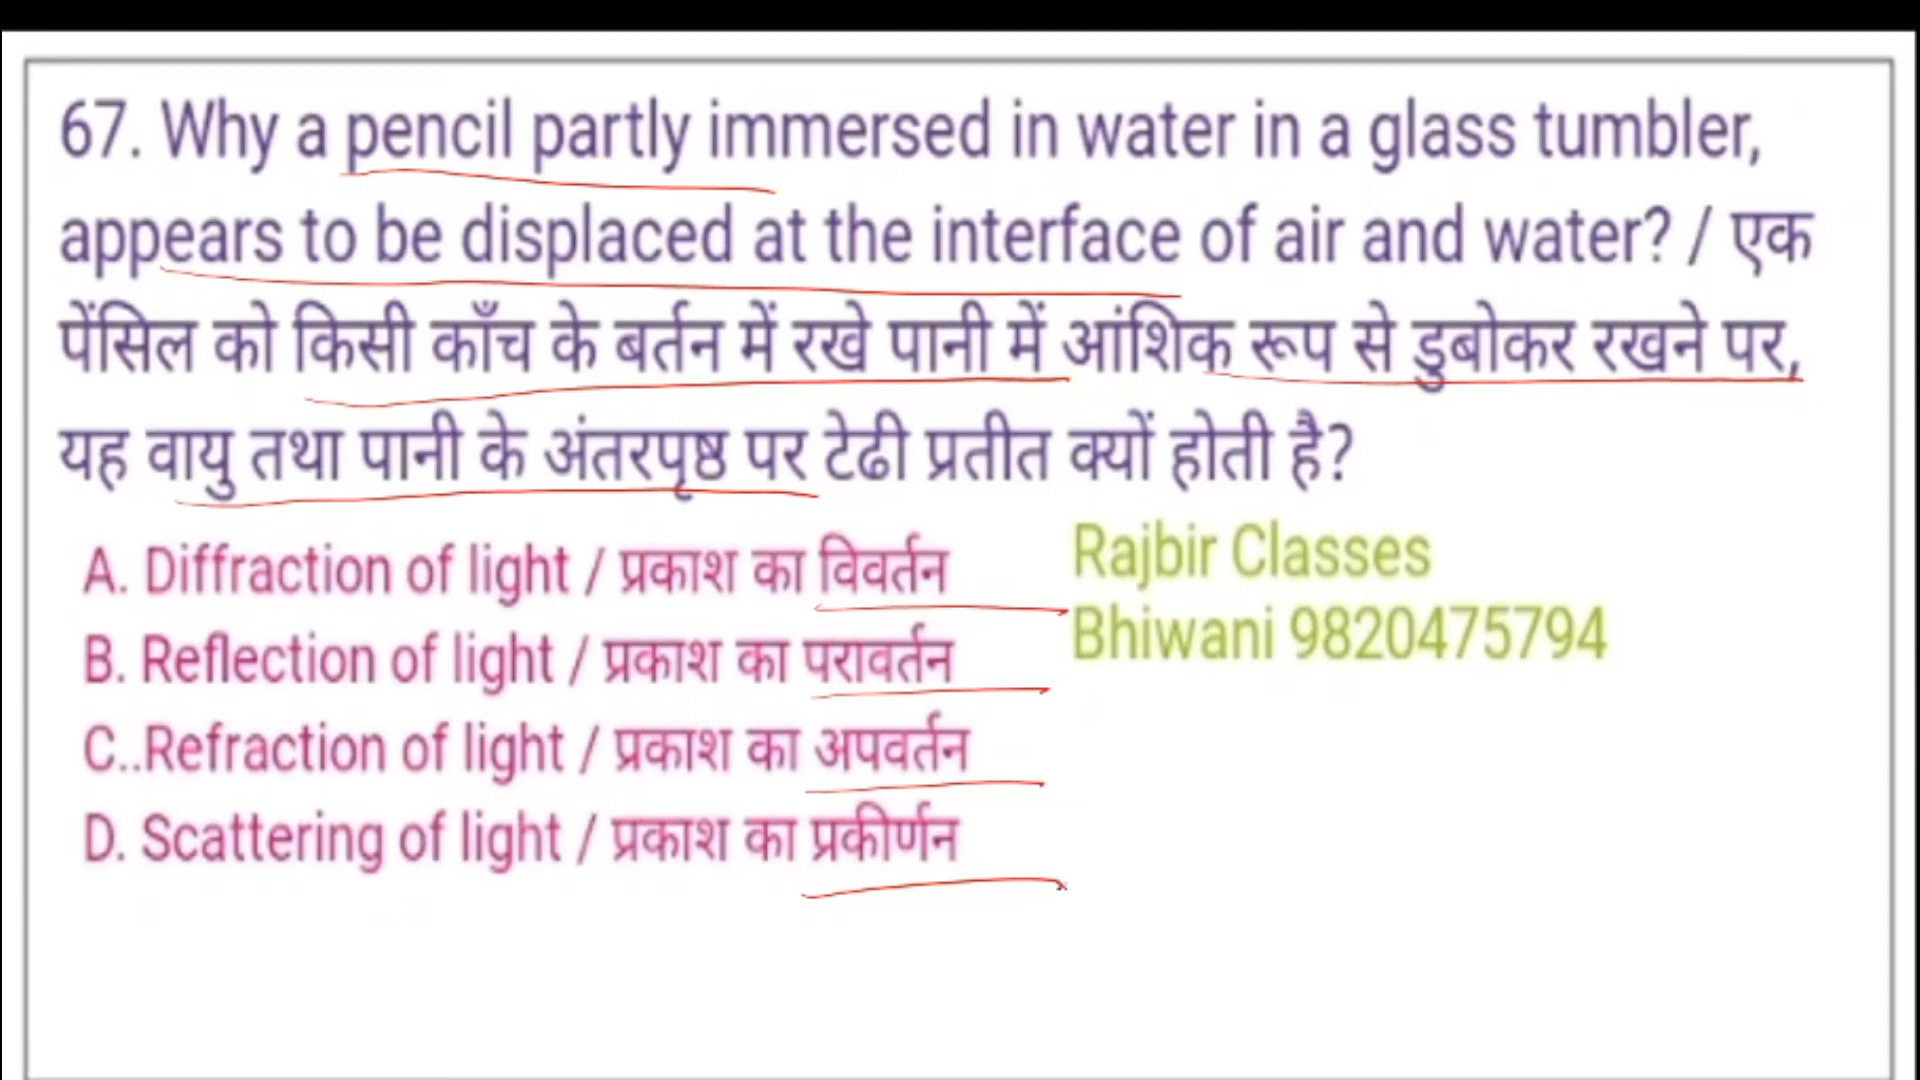 67. Why a pencil partly immersed in water in a glass tumbler,
appears to be displaced at the interface of air and water? / एक
पेंसिल को किसी काँच के बर्तन में रखे पानी में आंशिक रूप से डुबोकर रखने पर,
यह वायु तथा पानी के अंतरपृष्ठ पर टेढी प्रतीत क्यों होती है?
A. Diffraction of light / प्रकाश का विवर्तन
B. Reflection of light / प्रकाश का परावर्तन
C..Refraction of light / प्रकाश का अपवर्तन
D. Scattering of light / प्रकाश का प्रकीर्णन
Rajbir Classes
Bhiwani 9820475794